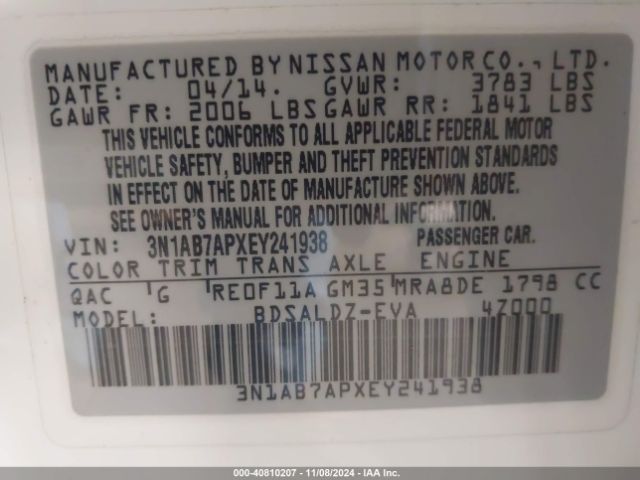 MANUFACTURED BY NISSAN MOTOR CO., LTD.
DATE: 04/14. GVWR: 3783 LBS
GAWR FR: 2006 LBS GAWR RR: 1841 LBS
THIS VEHICLE CONFORMS TO ALL APPLICABLE FEDERAL MOTOR
VEHICLE SAFETY, BUMPER AND THEFT PREVENTION STANDARDS
IN EFFECT ON THE DATE OF MANUFACTURE SHOWN ABOVE.
SEE OWNER'S MANUAL FOR ADDITIONAL INFORMATION.
VIN: 3N1AB7APXEY241938 PASSENGER CAR.
COLOR TRIM TRANS AXLE ENGINE
QAC G RE0F11A GM35 MRA8DE 1798 CC
MODEL: BDSALDZ-EVA 4Z000
3N1AB7APXEY241938
000-40810207 - 11/08/2024 - IAA Inc.